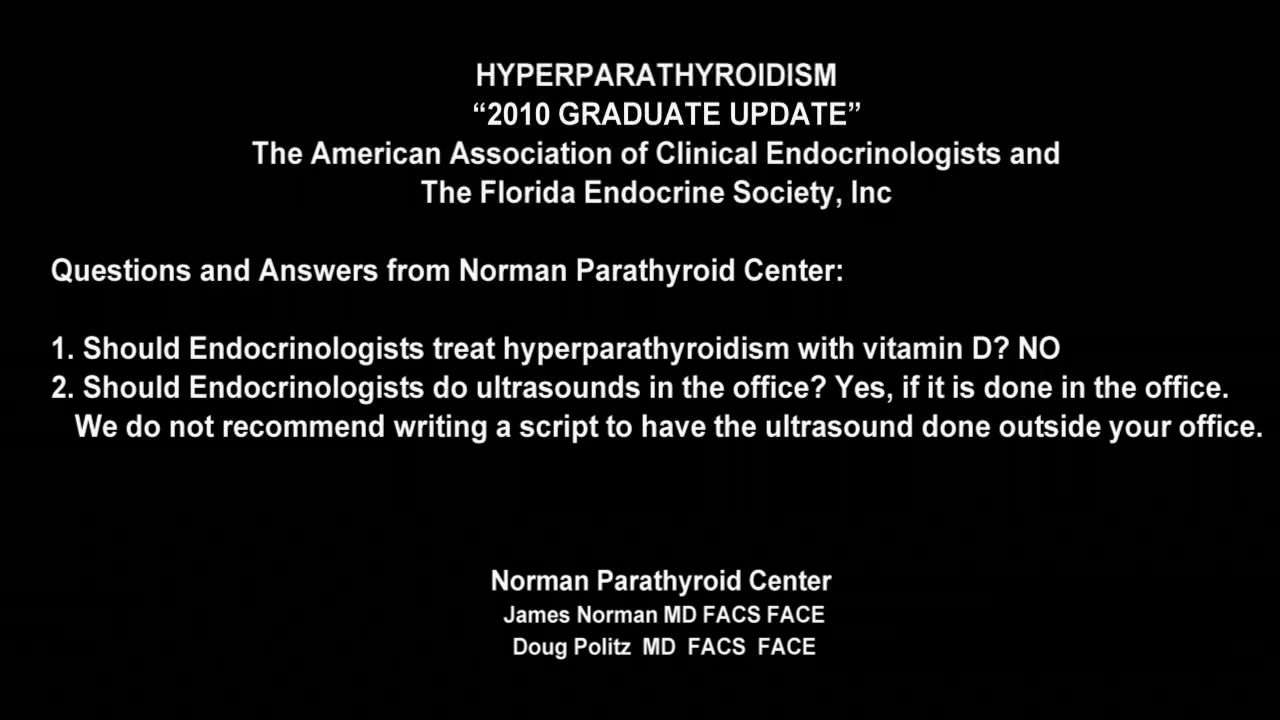 HYPERPARATHYROIDISM
“2010 GRADUATE UPDATE”
The American Association of Clinical Endocrinologists and
The Florida Endocrine Society, Inc
Questions and Answers from Norman Parathyroid Center:
1. Should Endocrinologists treat hyperparathyroidism with vitamin D? NO
2. Should Endocrinologists do ultrasounds in the office? Yes, if it is done in the office.
We do not recommend writing a script to have the ultrasound done outside your office.
Norman Parathyroid Center
James Norman MD FACS FACE
Doug Politz MD FACS FACE